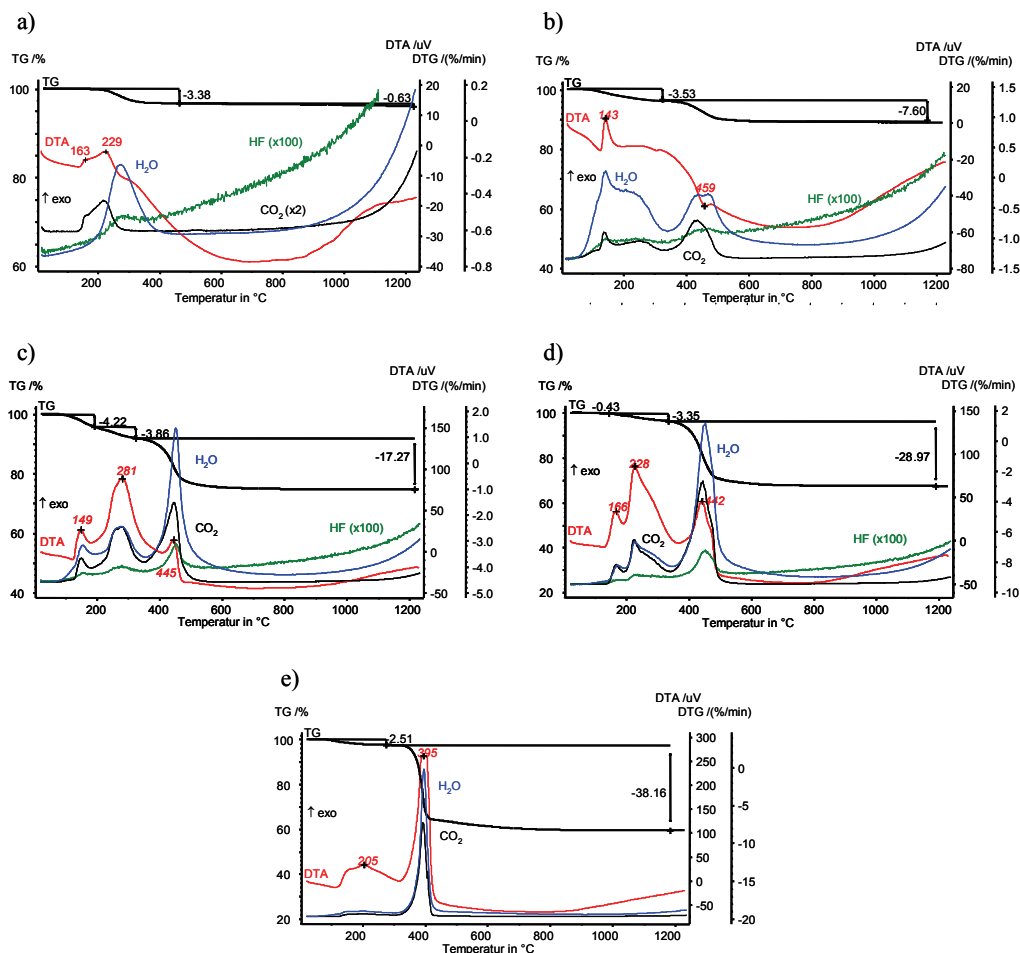 a)
DTA /uV
TG /%
DTG /(%/min)
TG
100
-3.38
-0.63
20
0.2
10
0
DTA
163
229
HF (x100)
0
80
H2O
-10
-0.2
↑ exo
CO2 (x2)
-20
-0.4
-30
-0.6
60
-40
-0.8
200
400
600
800
1000
1200
Temperatur in °C
b)
DTA /uV
TG /%
DTG /(%/min)
TG
100
-3.53
-7.60
20
1.5
DTA
143
0
1.0
80
-20
0.5
↑ exo
H2O
459
HF (x100)
0.0
60
-40
-0.5
-60
-1.0
CO2
40
-80
-1.5
200
400
600
800
1000
1200
Temperatur in °C
c)
DTA /uV
TG /%
DTG /(%/min)
TG
100
-4.22
-3.86
-17.27
2.0
150
1.0
H2O
0
80
281
100
-1.0
↑ exo
149
CO2
50
-2.0
60
DTA
HF (x100)
-3.0
445
0
-4.0
40
-50
-5.0
200
400
600
800
1000
1200
Temperatur in °C
d)
DTA /uV
TG /%
DTG /(%/min)
TG
100
-0.43
-3.35
-28.97
150
2
H2O
0
80
100
-2
↑ exo
228
166
442
50
-4
60
DTA
CO2
HF (x100)
0
-6
40
-8
20
-50
-10
200
400
600
800
1000
1200
Temperatur in °C
e)
DTA /uV
TG /%
DTG /(%/min)
TG
100
-2.51
395
300
250
0
80
H2O
-38.16
200
-5
↑ exo
CO2
150
60
100
-10
205
50
40
DTA
0
-15
-50
20
-20
200
400
600
800
1000
1200
Temperatur in °C